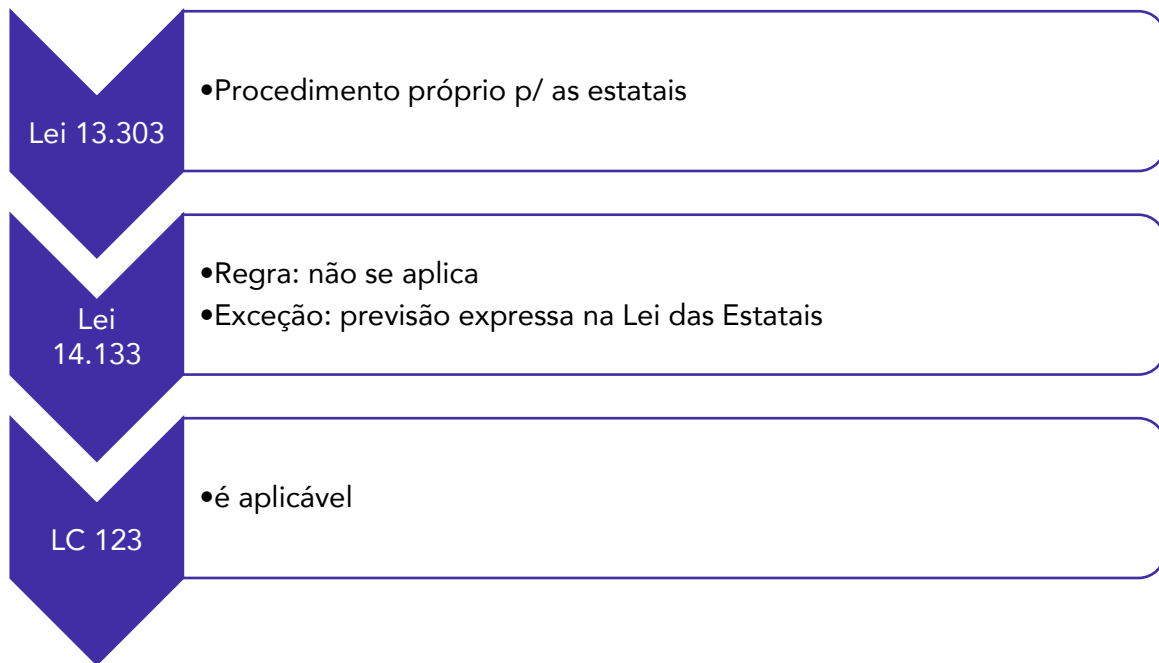 Lei 13.303
•Procedimento próprio p/ as estatais
Lei
14.133
•Regra: não se aplica
•Exceção: previsão expressa na Lei das Estatais
LC 123
•é aplicável